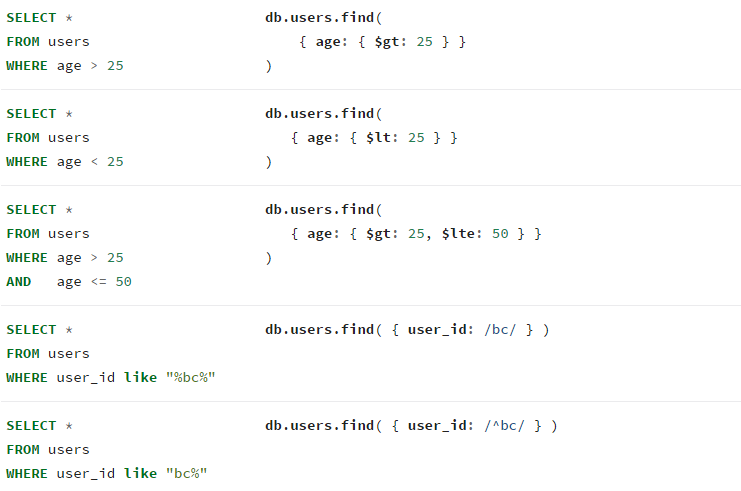 SELECT *
FROM users
WHERE age > 25
db.users.find(
{ age: { $gt: 25 } }
)
SELECT *
FROM users
WHERE age < 25
db.users.find(
{ age: { $lt: 25 } }
)
SELECT *
FROM users
WHERE age > 25
AND age <= 50
db.users.find(
{ age: { $gt: 25, $lte: 50 } }
)
SELECT *
FROM users
WHERE user_id like "%bc%"
db.users.find( { user_id: /bc/ } )
SELECT *
FROM users
WHERE user_id like "bc%"
db.users.find( { user_id: /^bc/ } )